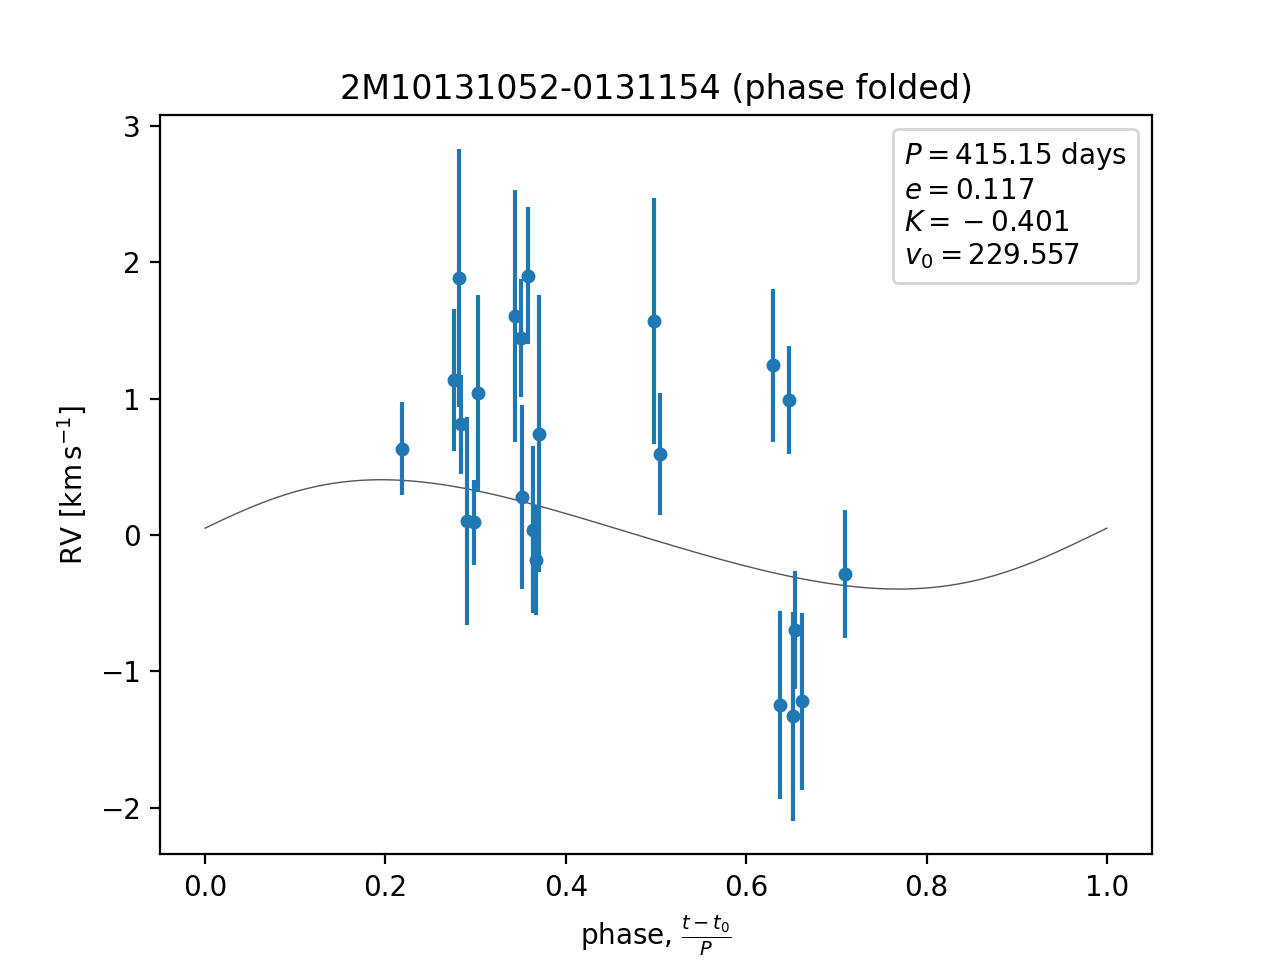 2M10131052-0131154 (phase folded)
P = 415.15 days
e = 0.117
K = −0.401
v₀ = 229.557
RV [km s⁻¹]
3
2
1
0
−1
−2
0.0 0.2 0.4 0.6 0.8 1.0
phase, (t − t₀)/P